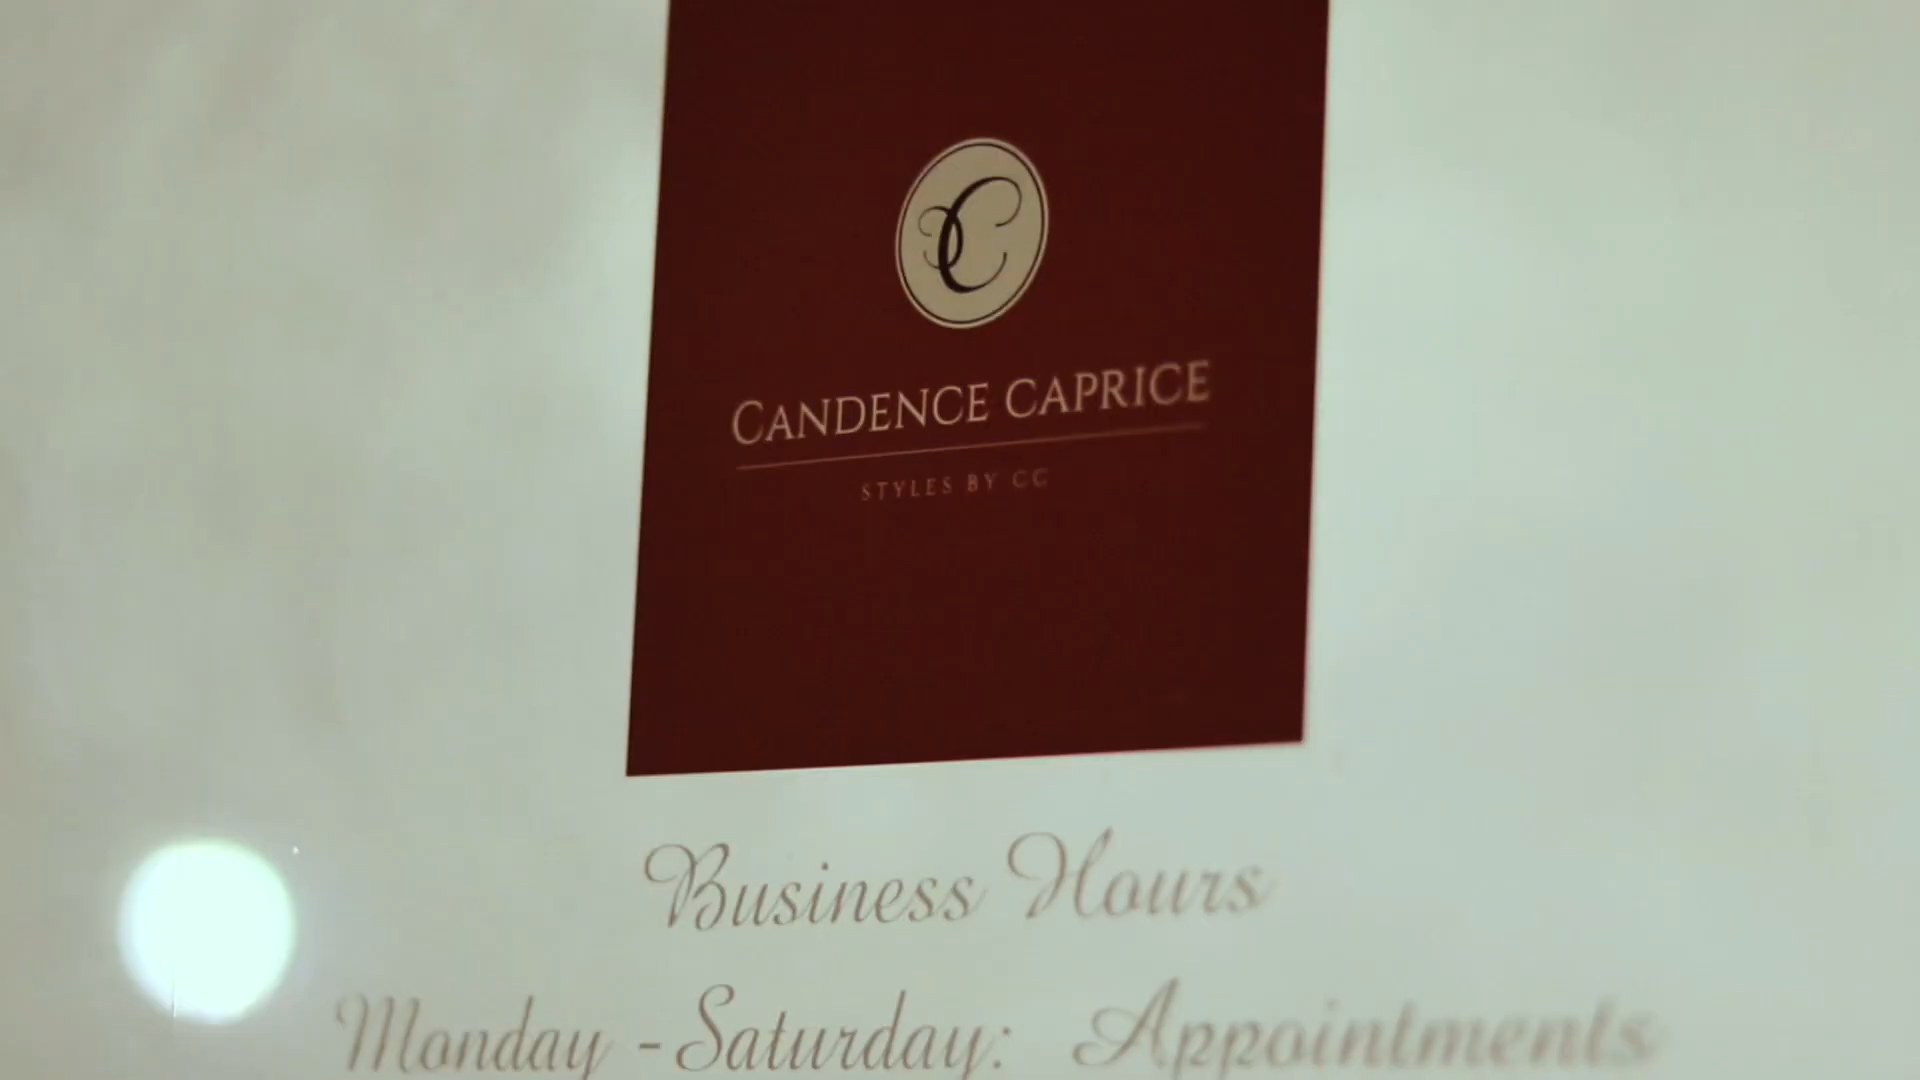 C
CANDENCE CAPRICE
STYLES BY CC
Business Hours
Monday - Saturday: Appointments